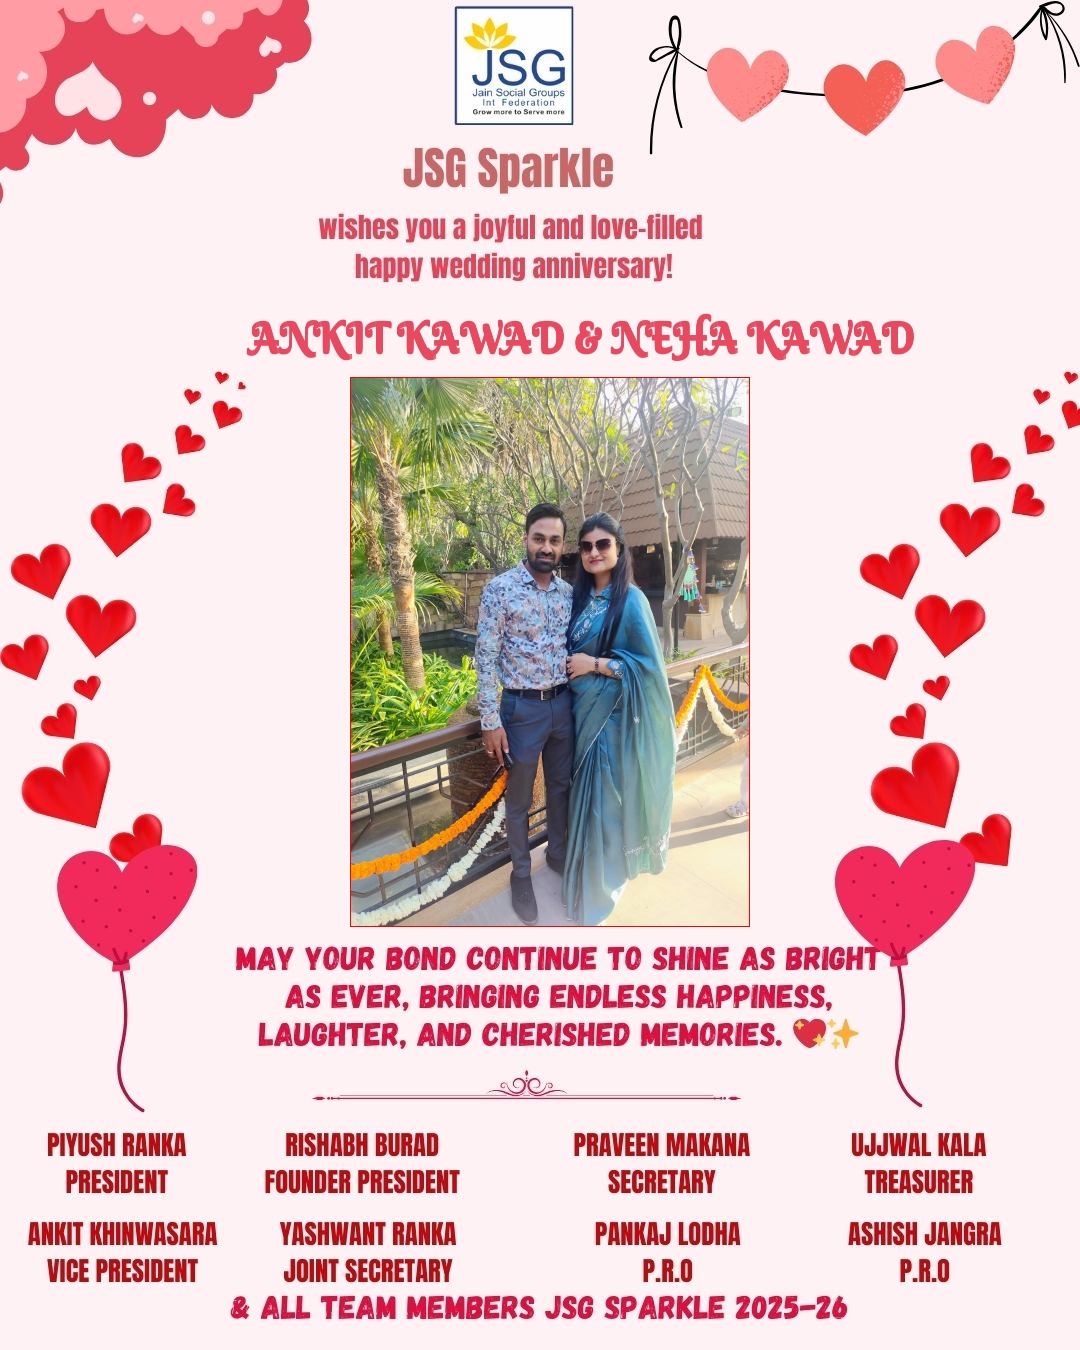 JSG
Jain Social Groups
Int Federation
Grow more to Serve more
JSG Sparkle
wishes you a joyful and love-filled
happy wedding anniversary!
ANKIT KAWAD & NEHA KAWAD
MAY YOUR BOND CONTINUE TO SHINE AS BRIGHT
AS EVER, BRINGING ENDLESS HAPPINESS,
LAUGHTER, AND CHERISHED MEMORIES. 💖✨
PIYUSH RANKA
PRESIDENT
RISHABH BURAD
FOUNDER PRESIDENT
PRAVEEN MAKANA
SECRETARY
UJJWAL KALA
TREASURER
ANKIT KHINWASARA
VICE PRESIDENT
YASHWANT RANKA
JOINT SECRETARY
PANKAJ LODHA
P.R.O
ASHISH JANGRA
P.R.O
& ALL TEAM MEMBERS JSG SPARKLE 2025-26